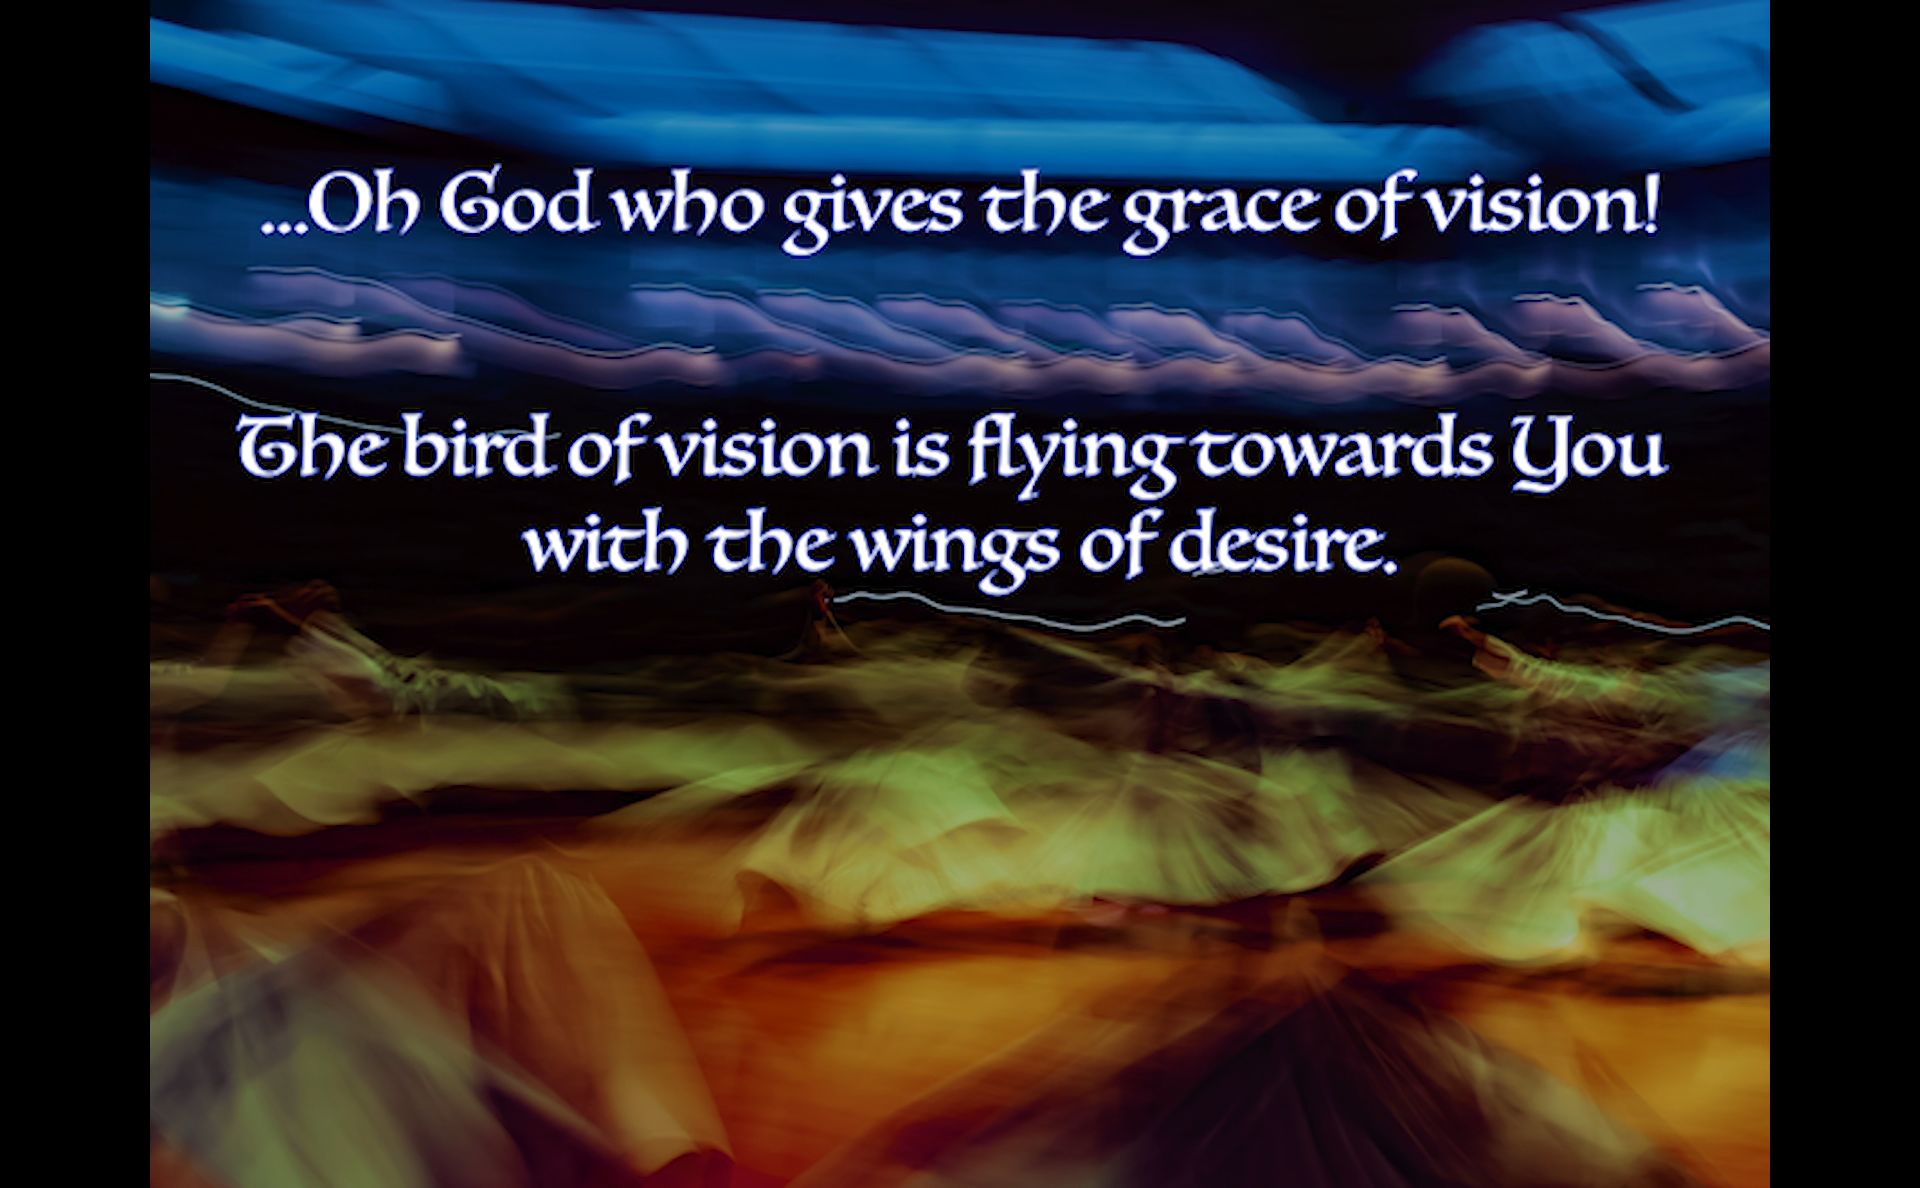 ...Oh God who gives the grace of vision!
The bird of vision is flying towards You
with the wings of desire.